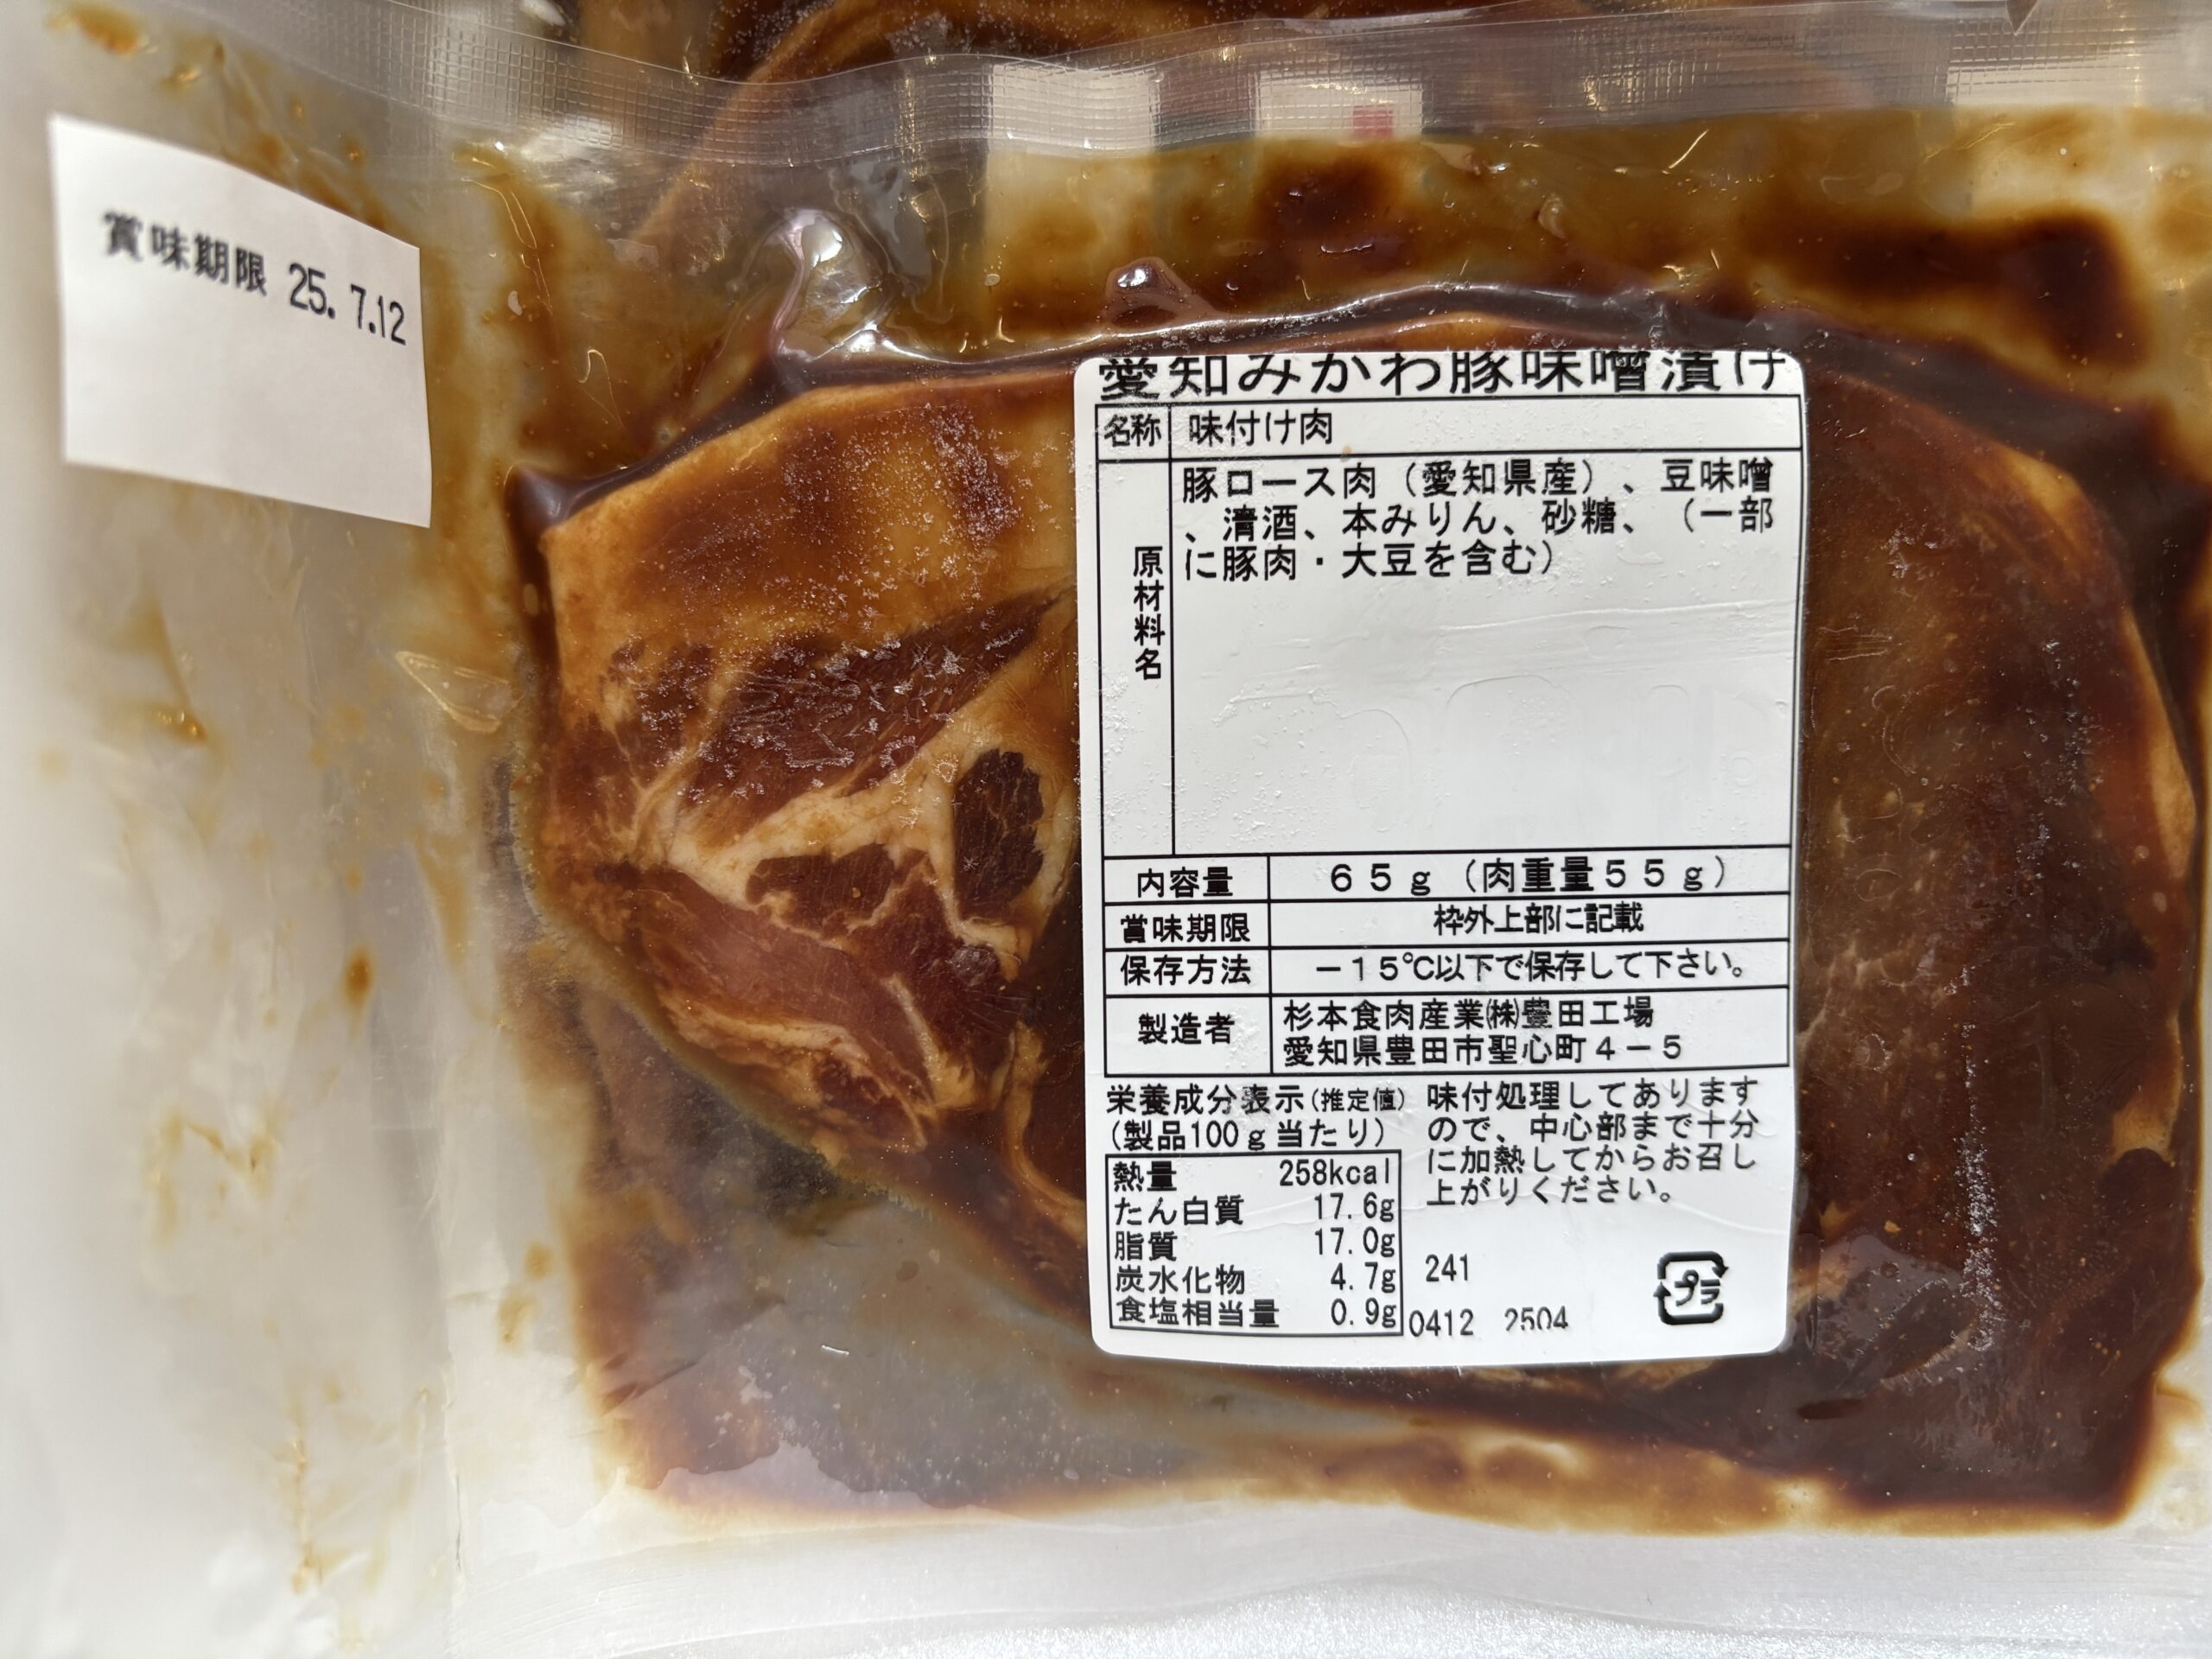 賞味期限 25. 7.12
愛知みかわ豚味噌漬け
名称 味付け肉
原材料名
豚ロース肉（愛知県産）、豆味噌
、清酒、本みりん、砂糖、（一部
に豚肉・大豆を含む）
内容量 65g（肉重量55g）
賞味期限 枠外上部に記載
保存方法 －15℃以下で保存して下さい。
製造者
杉本食肉産業㈱豊田工場
愛知県豊田市聖心町4－5
栄養成分表示(推定値)
(製品100g当たり)
熱量 258kcal
たん白質 17.6g
脂質 17.0g
炭水化物 4.7g
食塩相当量 0.9g
味付処理してあります
ので、中心部まで十分
に加熱してからお召し
上がりください。
241
0412 2504
プラ